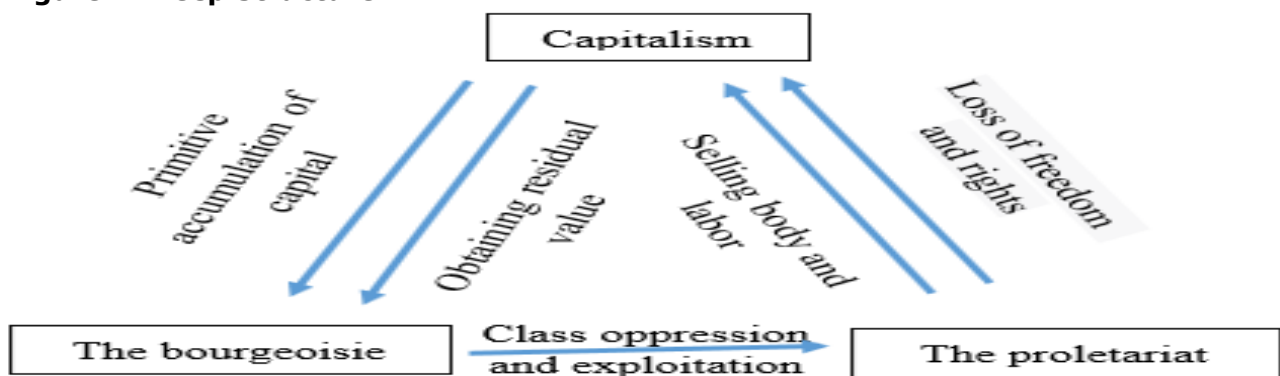 Capitalism
Primitive
accumulation of
capital
Obtaining residual
value
Selling body and
labor
Loss of freedom
and rights
The bourgeoisie
Class oppression
and exploitation
The proletariat